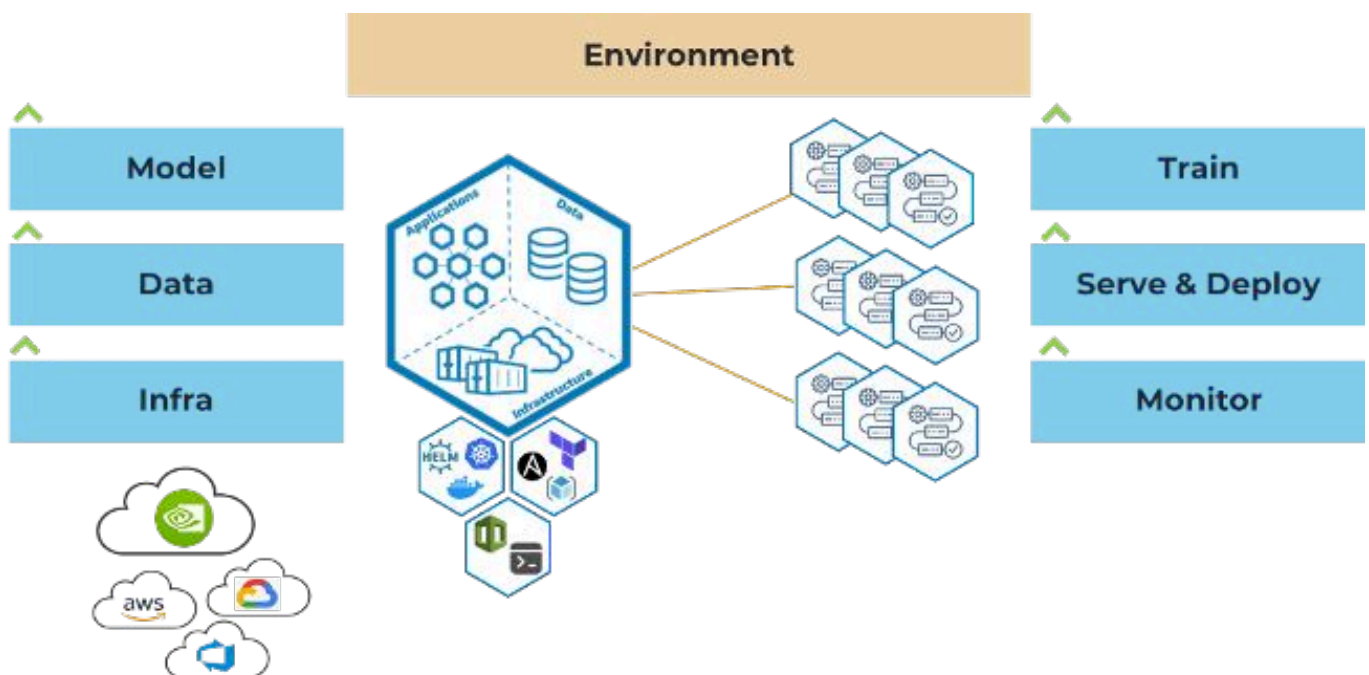 Environment
Model
Train
Applications
Data
Data
Serve & Deploy
Infra
Infrastructure
Monitor
HELM
A
aws